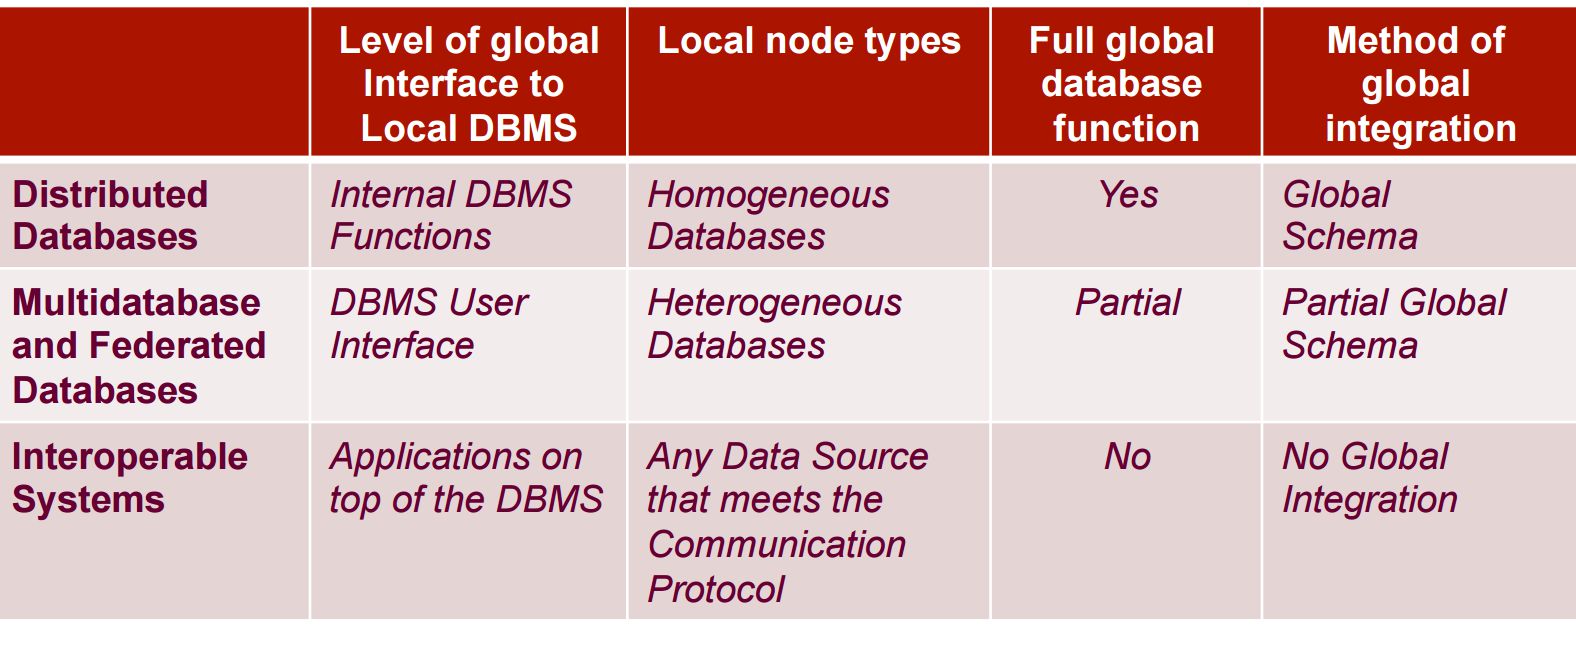 Level of global
Interface to
Local DBMS
Local node types
Full global
database
function
Method of
global
integration
Distributed
Databases
Internal DBMS
Functions
Homogeneous
Databases
Yes
Global
Schema
Multidatabase
and Federated
Databases
DBMS User
Interface
Heterogeneous
Databases
Partial
Partial Global
Schema
Interoperable
Systems
Applications on
top of the DBMS
Any Data Source
that meets the
Communication
Protocol
No
No Global
Integration